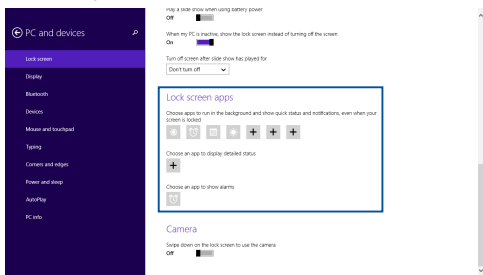 Play a slide show when using battery power
Off
PC and devices
When my PC is inactive, show the lock screen instead of turning off the screen
On
Lock screen
Display
Bluetooth
Devices
Mouse and touchpad
Typing
Corners and edges
Power and sleep
AutoPlay
PC info
Turn off screen after slide show has played for
Don't turn off
Lock screen apps
Choose apps to run in the background and show quick status and notifications, even when your
screen is locked
Choose an app to display detailed status
Choose an app to show alarms
Camera
Swipe down on the lock screen to use the camera
Off